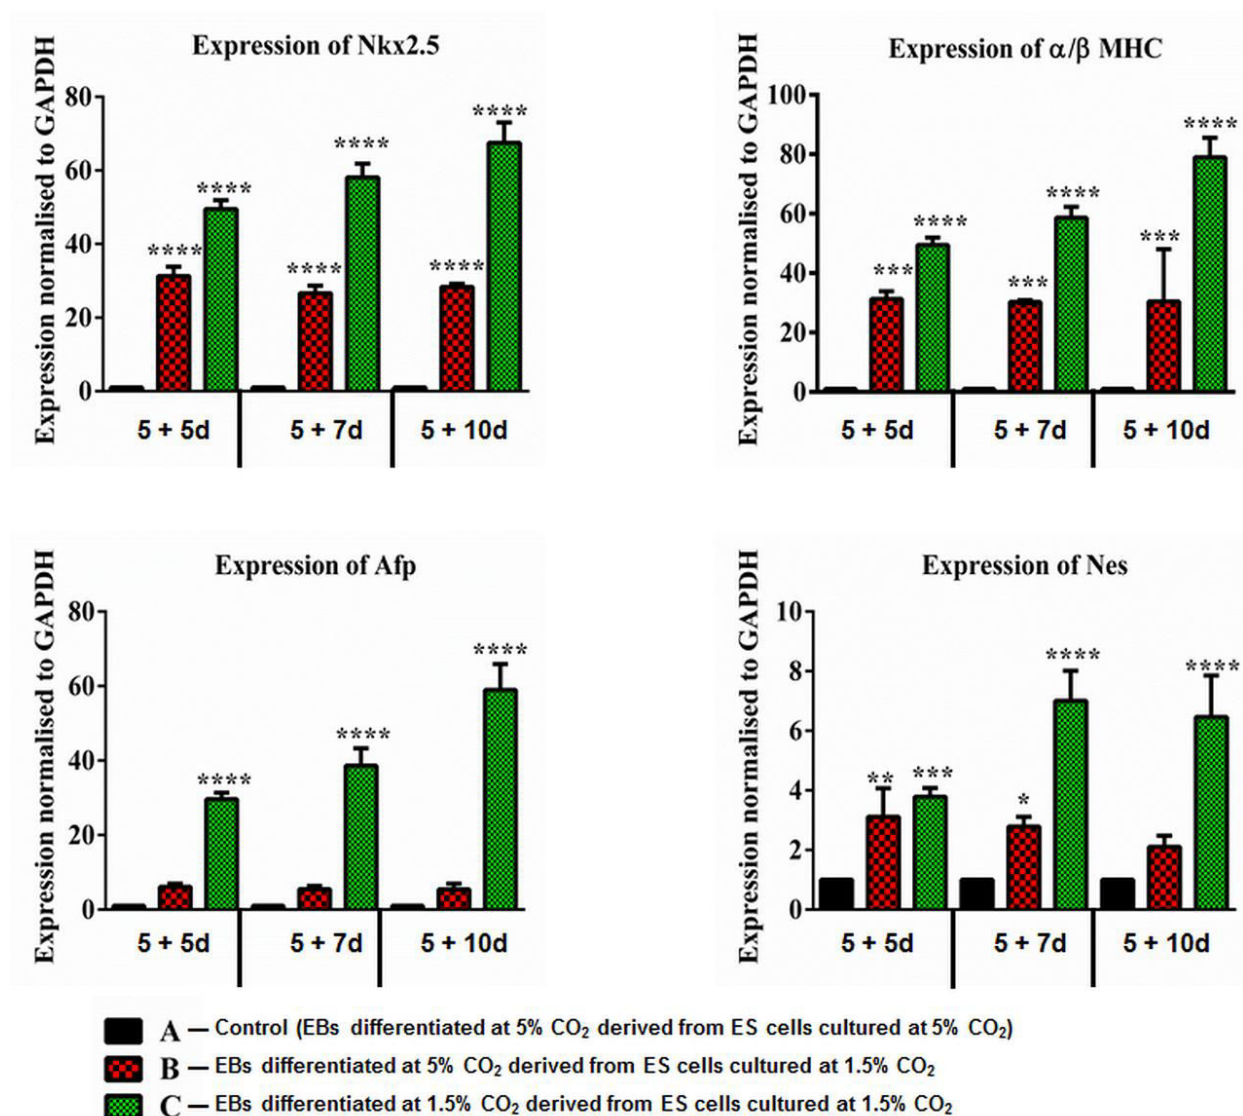 Expression of Nkx2.5
Expression normalised to GAPDH
80
60
40
20
0
****
****
****
****
****
****
5 + 5d
5 + 7d
5 + 10d
Expression of α/β MHC
Expression normalised to GAPDH
100
80
60
40
20
0
***
****
***
****
***
****
5 + 5d
5 + 7d
5 + 10d
Expression of Afp
Expression normalised to GAPDH
80
60
40
20
0
****
****
****
5 + 5d
5 + 7d
5 + 10d
Expression of Nes
Expression normalised to GAPDH
10
8
6
4
2
0
**
***
*
****
****
5 + 5d
5 + 7d
5 + 10d
A — Control (EBs differentiated at 5% CO₂ derived from ES cells cultured at 5% CO₂)
B — EBs differentiated at 5% CO₂ derived from ES cells cultured at 1.5% CO₂
C — EBs differentiated at 1.5% CO₂ derived from ES cells cultured at 1.5% CO₂